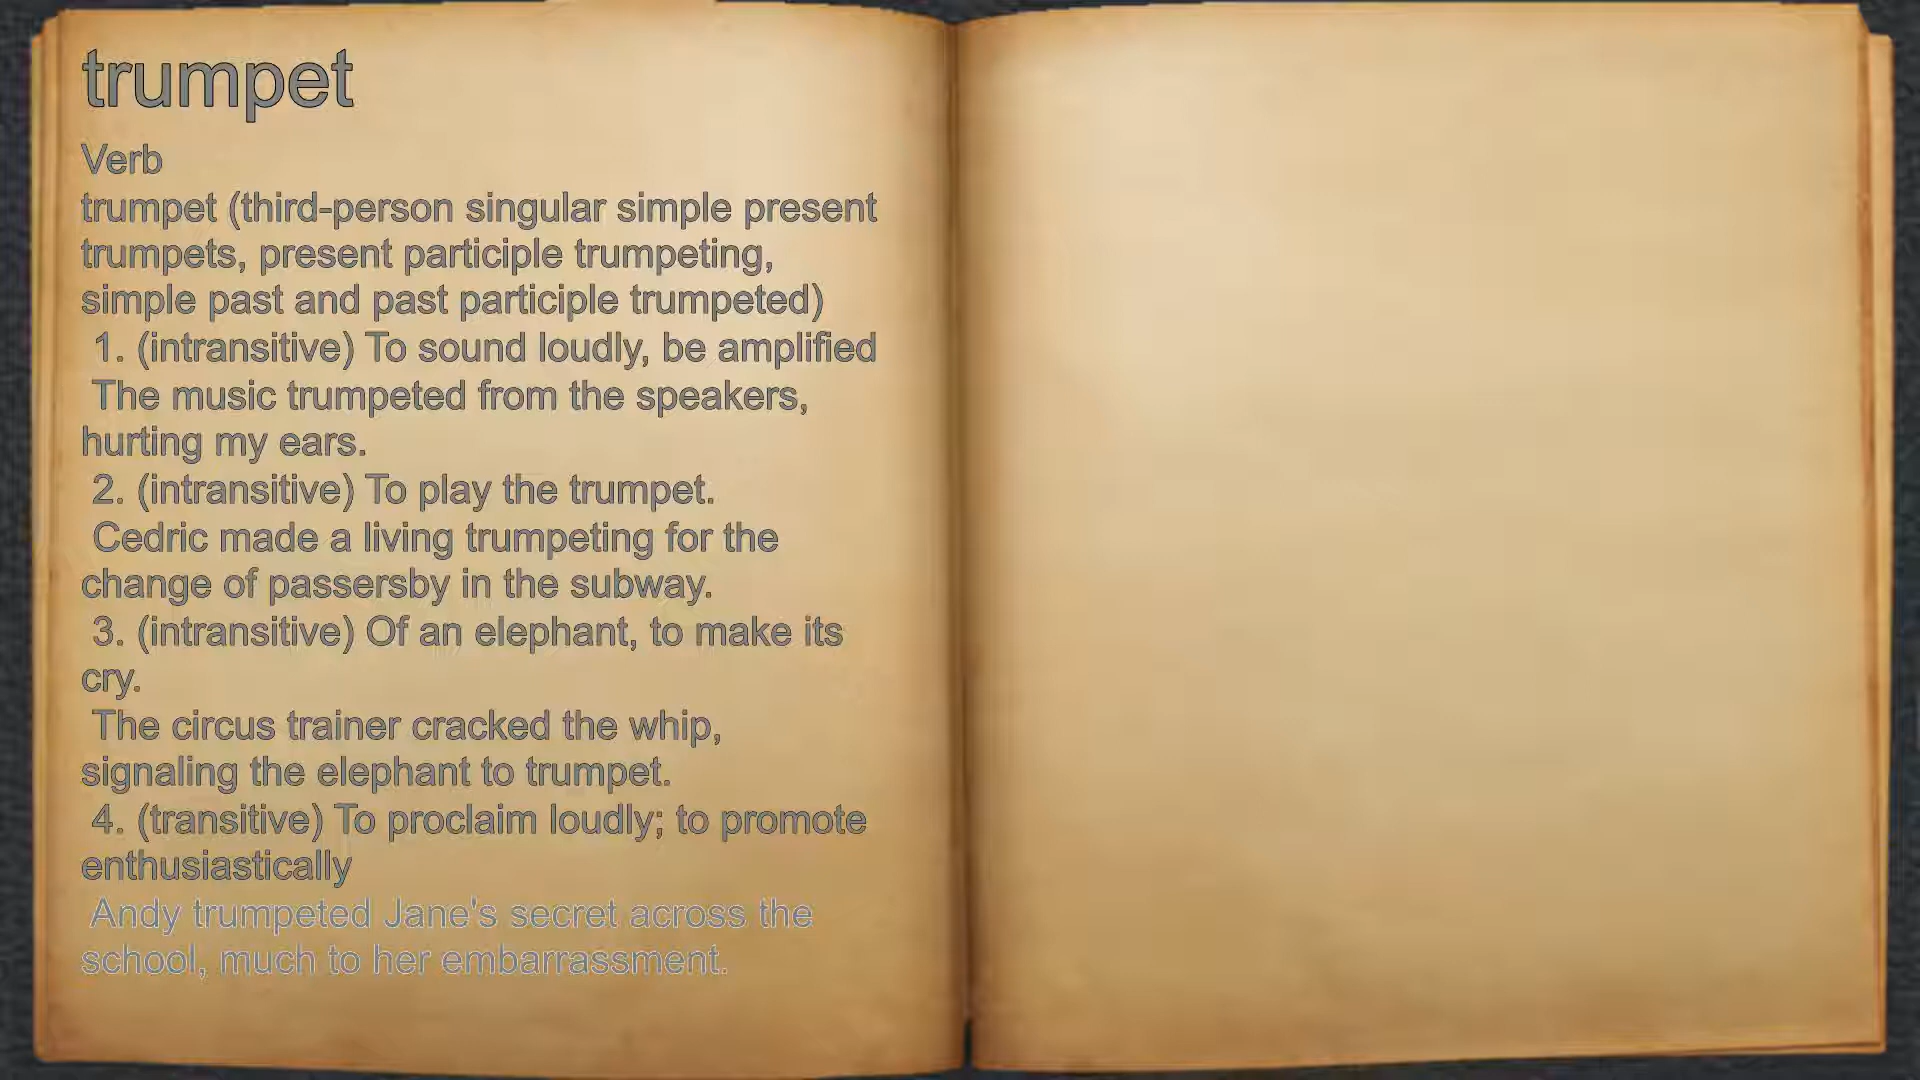 trumpet
Verb
trumpet (third-person singular simple present
trumpets, present participle trumpeting,
simple past and past participle trumpeted)
1. (intransitive) To sound loudly, be amplified
The music trumpeted from the speakers,
hurting my ears.
2. (intransitive) To play the trumpet.
Cedric made a living trumpeting for the
change of passersby in the subway.
3. (intransitive) Of an elephant, to make its
cry.
The circus trainer cracked the whip,
signaling the elephant to trumpet.
4. (transitive) To proclaim loudly; to promote
enthusiastically
Andy trumpeted Jane's secret across the
school, much to her embarrassment.